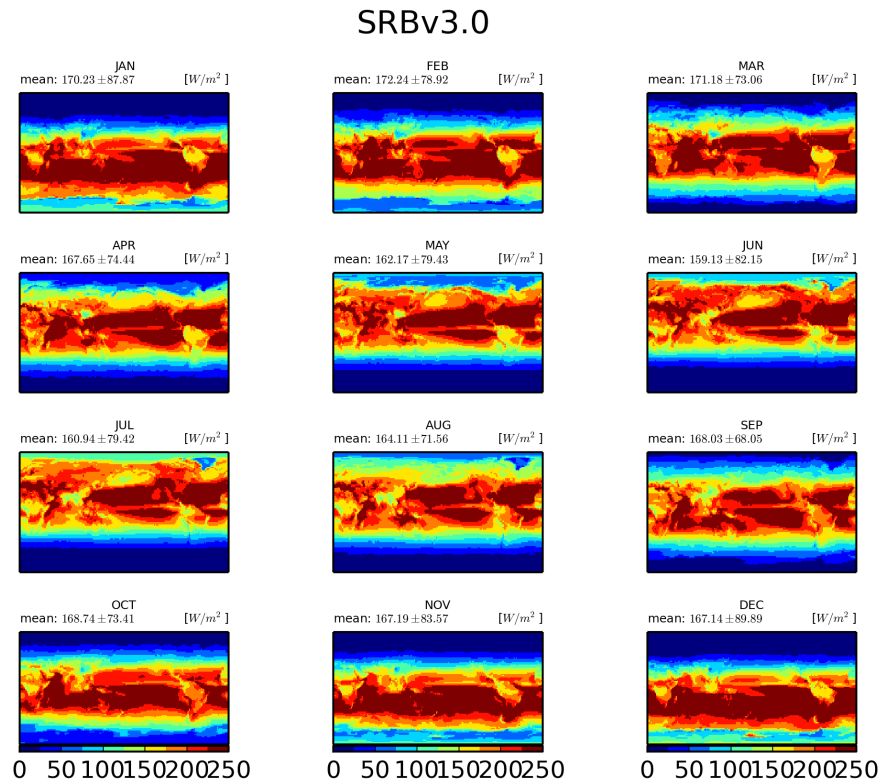 SRBv3.0
JAN FEB MAR
mean: 170.23±87.87 [W/m² ] mean: 172.24±78.92 [W/m² ] mean: 171.18±73.06 [W/m² ]
APR MAY JUN
mean: 167.65±74.44 [W/m² ] mean: 162.17±79.43 [W/m² ] mean: 159.13±82.15 [W/m² ]
JUL AUG SEP
mean: 160.94±79.42 [W/m² ] mean: 164.11±71.56 [W/m² ] mean: 168.03±68.05 [W/m² ]
OCT NOV DEC
mean: 168.74±73.41 [W/m² ] mean: 167.19±83.57 [W/m² ] mean: 167.14±89.89 [W/m² ]
0 50 100 150 200 250 0 50 100 150 200 250 0 50 100 150 200 250